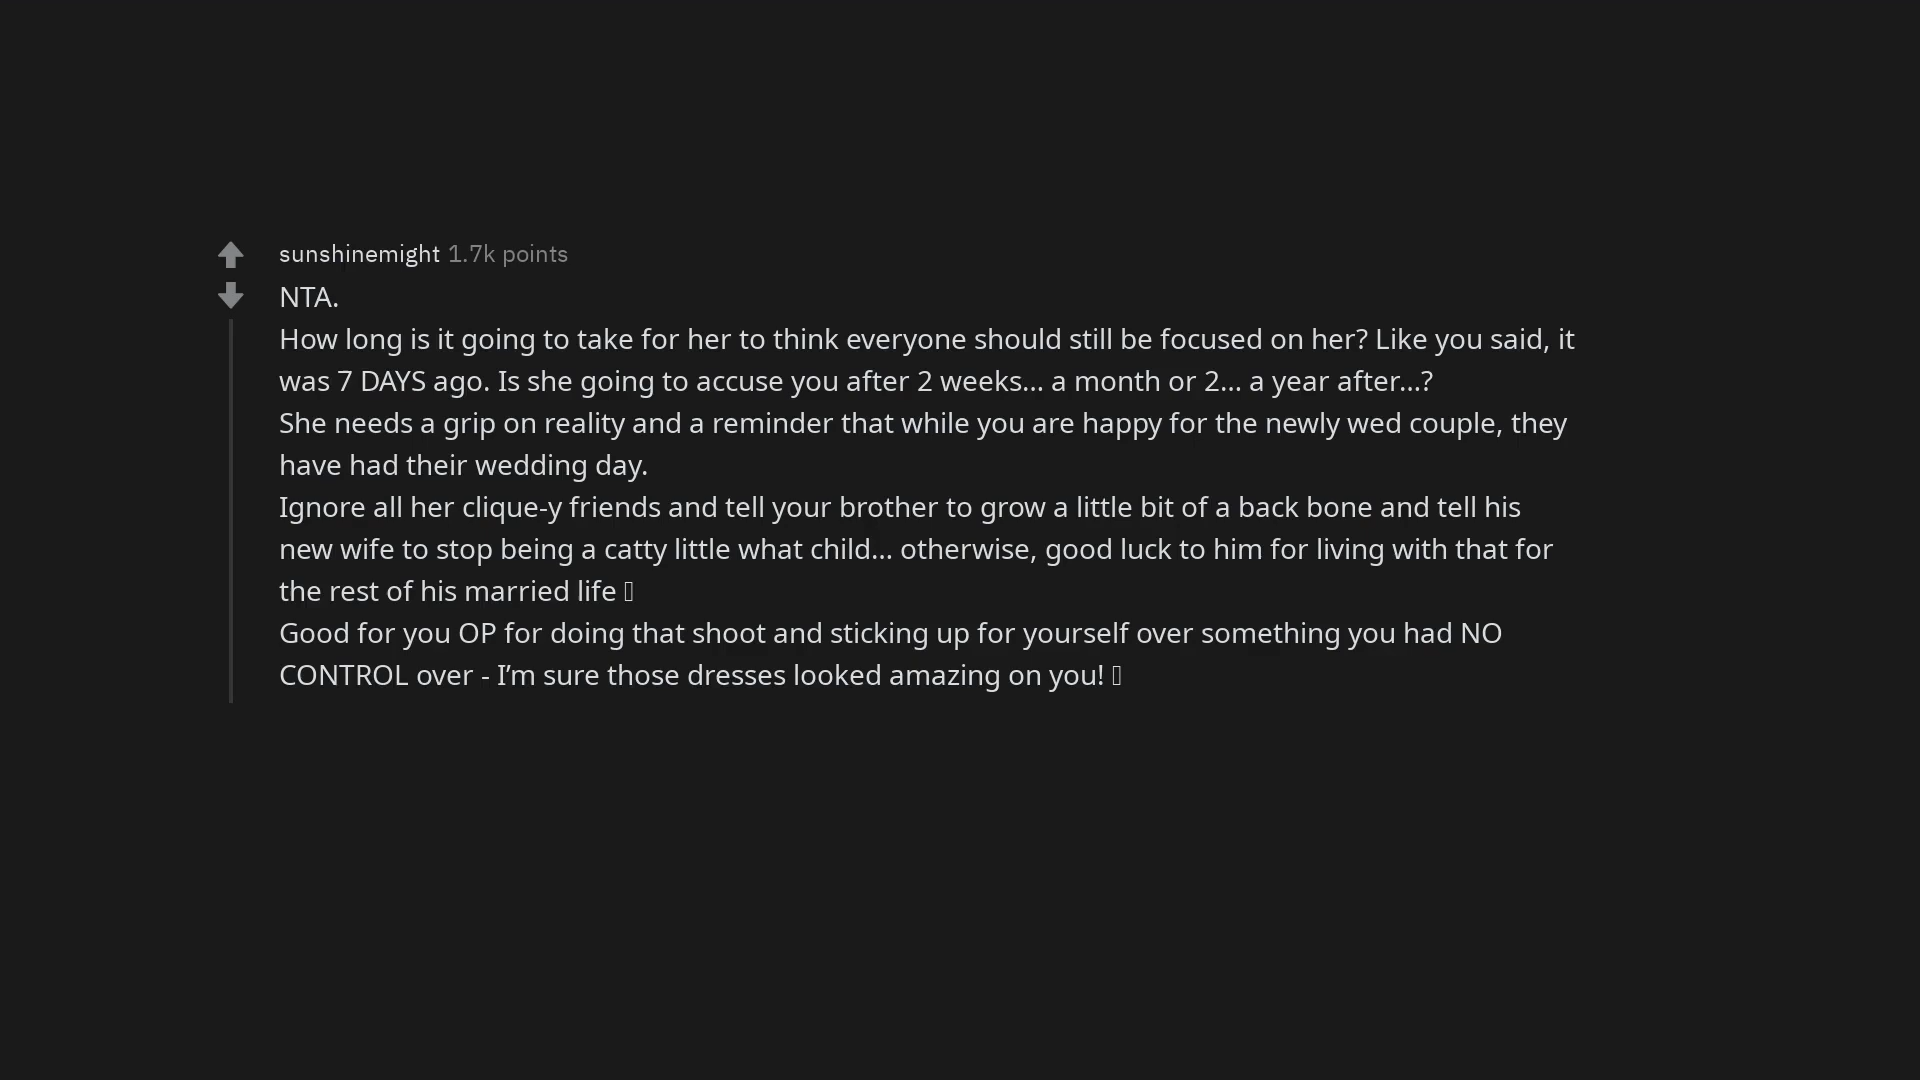 sunshinemight 1.7k points
NTA.
How long is it going to take for her to think everyone should still be focused on her? Like you said, it
was 7 DAYS ago. Is she going to accuse you after 2 weeks... a month or 2... a year after...?
She needs a grip on reality and a reminder that while you are happy for the newly wed couple, they
have had their wedding day.
Ignore all her clique-y friends and tell your brother to grow a little bit of a back bone and tell his
new wife to stop being a catty little what child... otherwise, good luck to him for living with that for
the rest of his married life
Good for you OP for doing that shoot and sticking up for yourself over something you had NO
CONTROL over - I’m sure those dresses looked amazing on you!